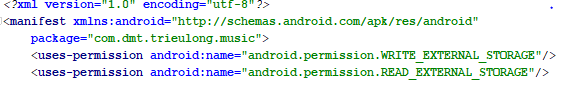 <?xml version="1.0" encoding="utf-8"?>
<manifest xmlns:android="http://schemas.android.com/apk/res/android"
package="com.dmt.trieulong.music">
<uses-permission android:name="android.permission.WRITE_EXTERNAL_STORAGE"/>
<uses-permission android:name="android.permission.READ_EXTERNAL_STORAGE"/>